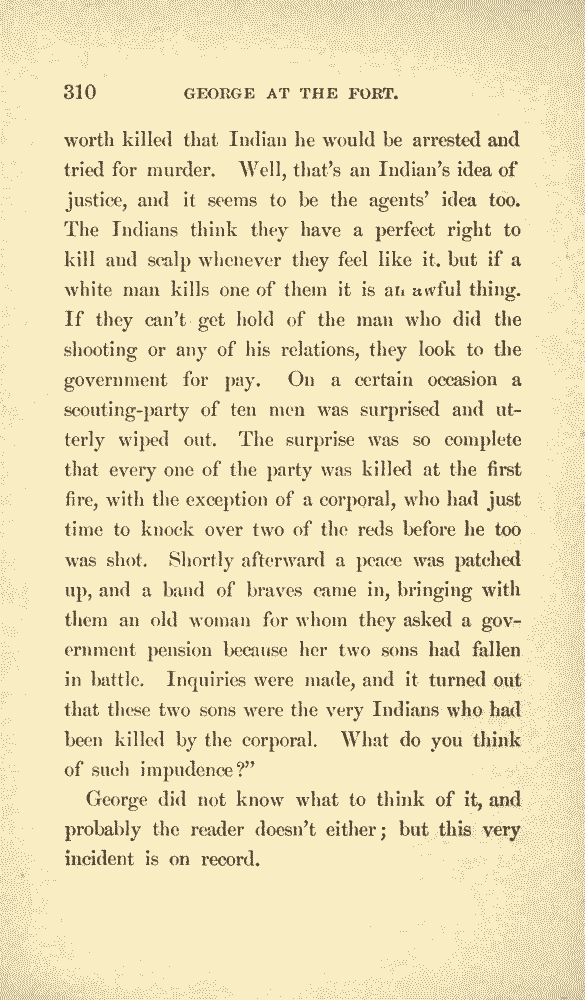 310 GEORGE AT THE FORT.
worth killed that Indian he would be arrested and
tried for murder. Well, that's an Indian's idea of
justice, and it seems to be the agents' idea too.
The Indians think they have a perfect right to
kill and scalp whenever they feel like it. but if a
white man kills one of them it is an awful thing.
If they can't get hold of the man who did the
shooting or any of his relations, they look to the
government for pay. On a certain occasion a
scouting-party of ten men was surprised and ut-
terly wiped out. The surprise was so complete
that every one of the party was killed at the first
fire, with the exception of a corporal, who had just
time to knock over two of the reds before he too
was shot. Shortly afterward a peace was patched
up, and a band of braves came in, bringing with
them an old woman for whom they asked a gov-
ernment pension because her two sons had fallen
in battle. Inquiries were made, and it turned out
that these two sons were the very Indians who had
been killed by the corporal. What do you think
of such impudence?”
George did not know what to think of it, and
probably the reader doesn't either; but this very
incident is on record.